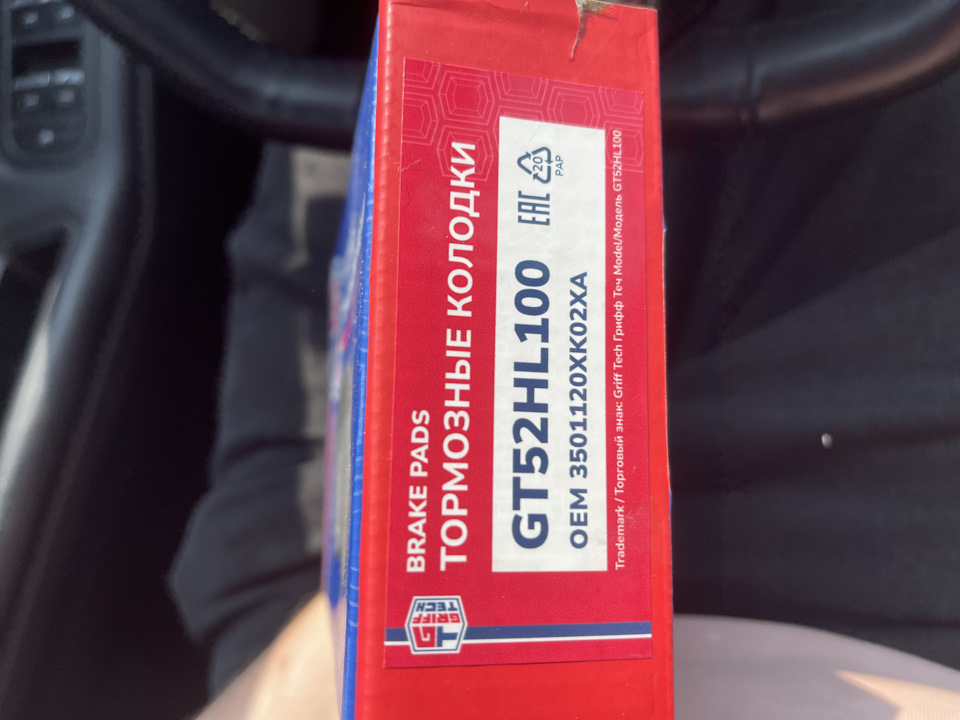 BRAKE PADS
ТОРМОЗНЫЕ КОЛОДКИ
GT52HL100
OEM 3501120XK02XA
EAC
20
PAP
Trademark / Торговый знак: Griff Tech Грифф Теч Model/Модель GT52HL100
GT
GRIFF
TECH